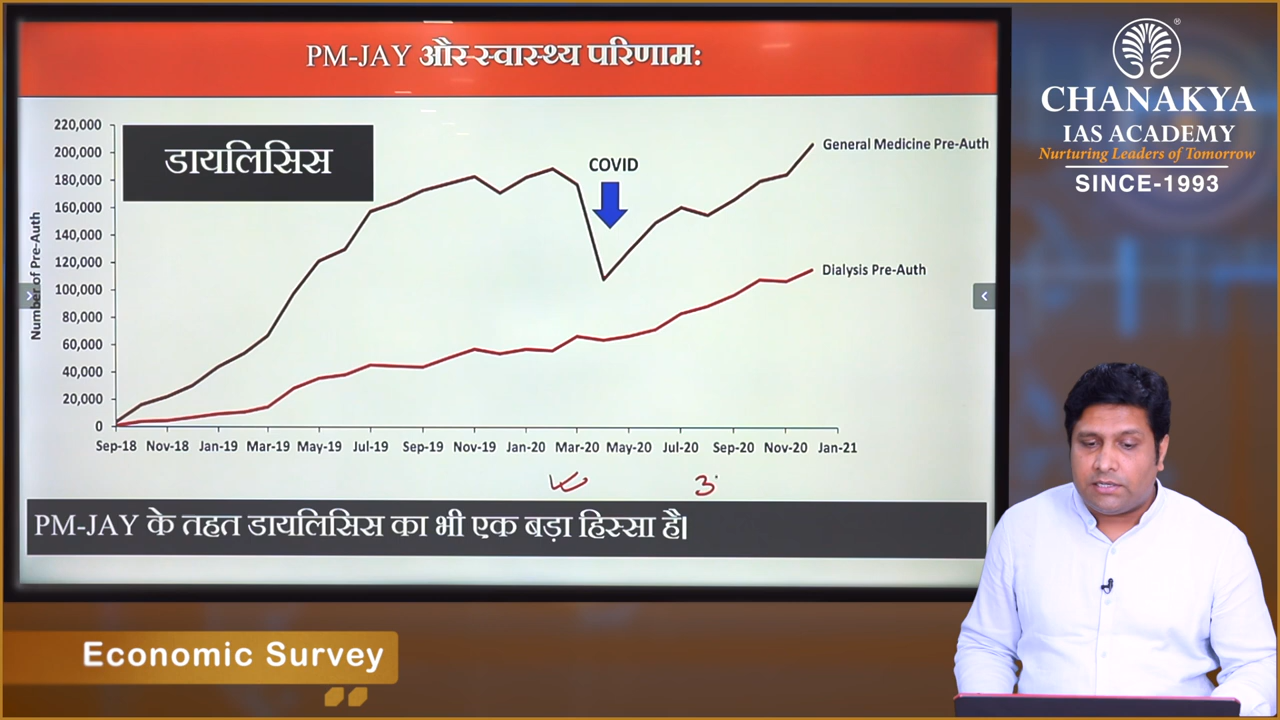 PM-JAY और स्वास्थ्य परिणाम:
220,000
200,000
180,000
160,000
140,000
120,000
100,000
80,000
60,000
40,000
20,000
0
Number of Pre-Auth
डायलिसिस
COVID
General Medicine Pre-Auth
Dialysis Pre-Auth
Sep-18 Nov-18 Jan-19 Mar-19 May-19 Jul-19 Sep-19 Nov-19 Jan-20 Mar-20 May-20 Jul-20 Sep-20 Nov-20 Jan-21
PM-JAY के तहत डायलिसिस का भी एक बड़ा हिस्सा है।
CHANAKYA
IAS ACADEMY
Nurturing Leaders of Tomorrow
SINCE-1993
Economic Survey